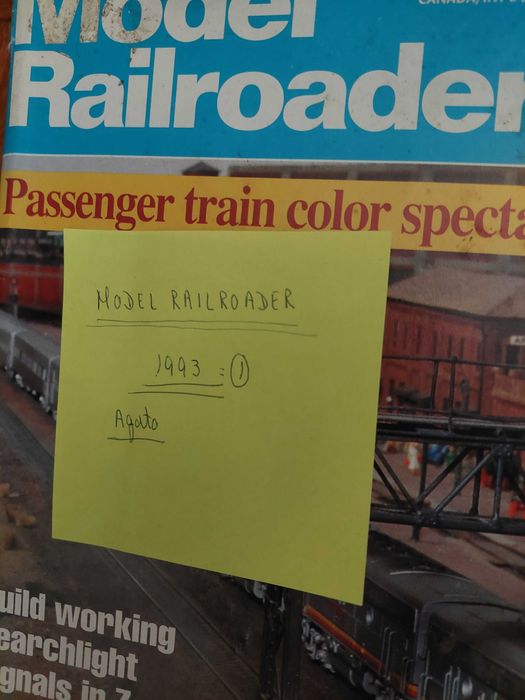 Model
Railroader
Passenger train color specta
MODEL RAILROADER
1993 = 1
Agosto
uild working
earchlight
gnals in